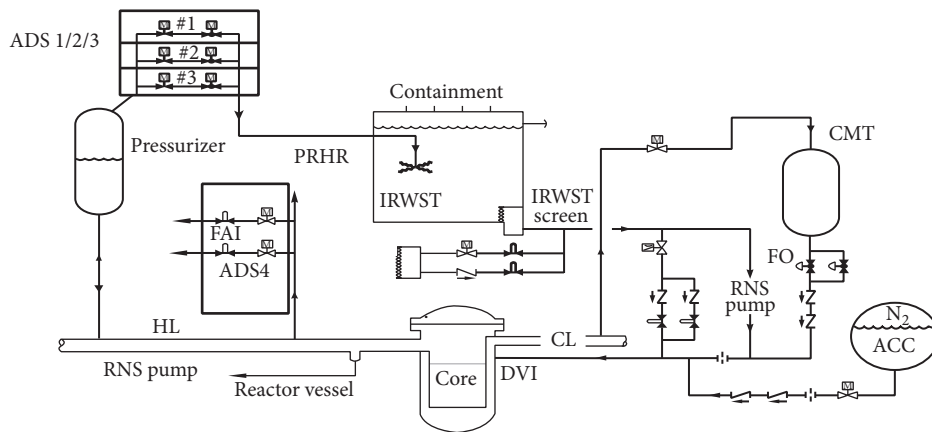 ADS 1/2/3
#1
#2
#3
Pressurizer
PRHR
Containment
IRWST
IRWST
screen
CMT
FO
RNS
pump
N2
ACC
FAI
ADS4
HL
RNS pump
Reactor vessel
Core
CL
DVI
M
M
M
M
M
M
M
M
M
M
M